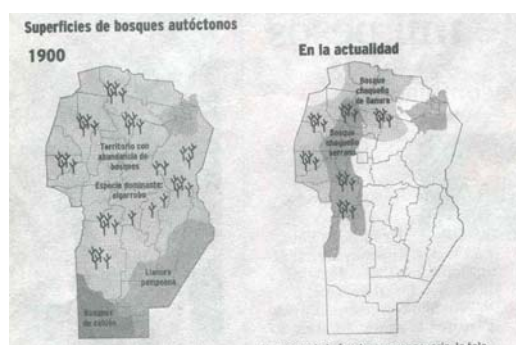 Superficies de bosques autóctonos
1900
En la actualidad
Bosque
chaqueño
de llanura
Bosque
chaqueño
serrano
Territorio con
abundancia de
bosques
Especie dominante:
algarrobo
Llanura
pampeana
Bosques
de caldén